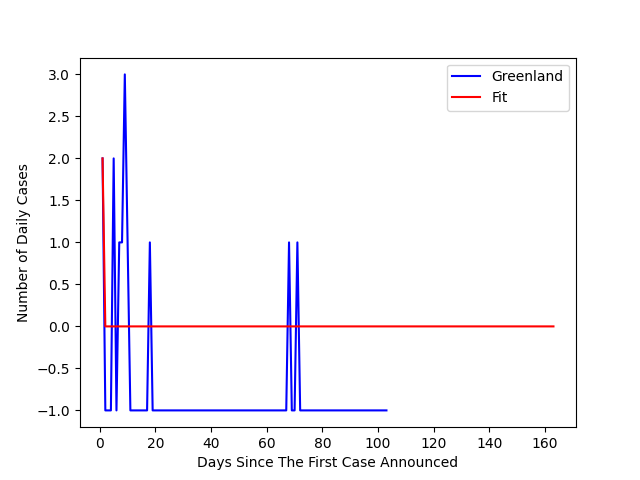 Greenland
Fit
Number of Daily Cases
3.0
2.5
2.0
1.5
1.0
0.5
0.0
−0.5
−1.0
0 20 40 60 80 100 120 140 160
Days Since The First Case Announced